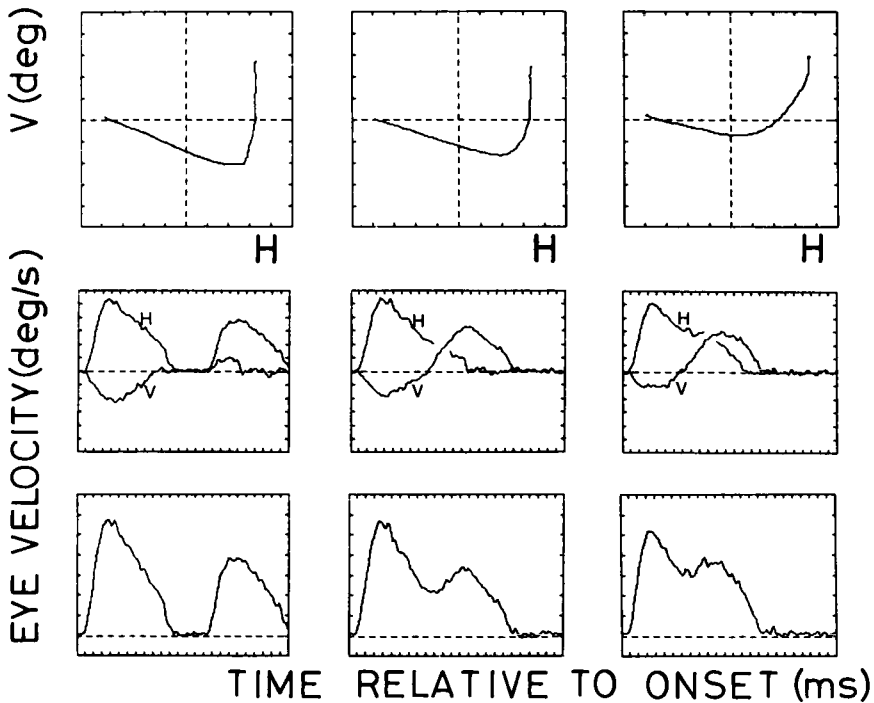 V (deg)
H H H
EYE VELOCITY (deg/s)
H
V
H
V
H
V
TIME RELATIVE TO ONSET (ms)